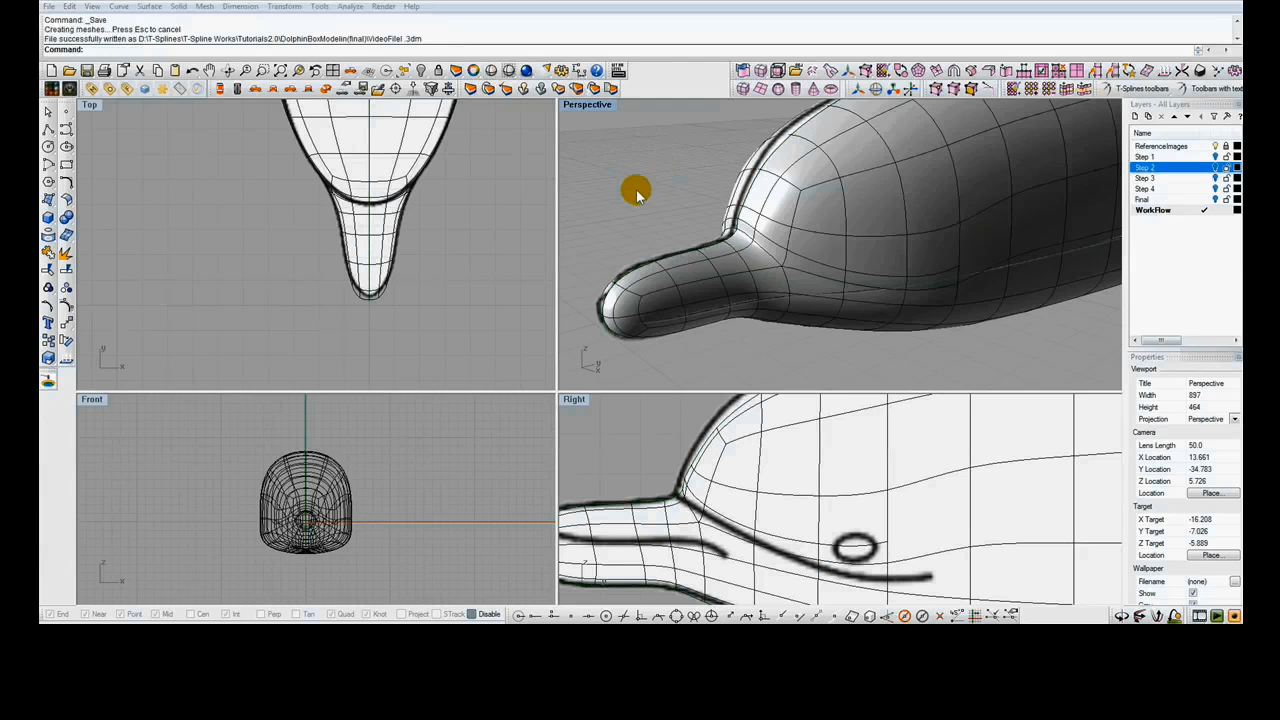 File Edit View Curve Surface Solid Mesh Dimension Transform Tools Analyze Render Help
Command: _Save
Creating meshes... Press Esc to cancel
File successfully written as D:\T-Splines\T-Spline Works\Tutorials2.0\DolphinBoxModelin(final)\VideoFile\ .3dm
Command:
T-Splines toolbars Toolbars with text
Top
Perspective
Front
Right
y
x
z
y
x
z
x
z
Layers - All Layers
Name
ReferenceImages
Step 1
Step 2
Step 3
Step 4
Final
WorkFlow
Properties
Viewport
Title Perspective
Width 897
Height 464
Projection Perspective
Camera
Lens Length 50.0
X Location 13.661
Y Location -34.783
Z Location 5.726
Location Place...
Target
X Target -16.208
Y Target -7.026
Z Target -5.889
Location Place...
Wallpaper
Filename (none)
Show
End Near Point Mid Cen Int Perp Tan Quad Knot Project STrack Disable